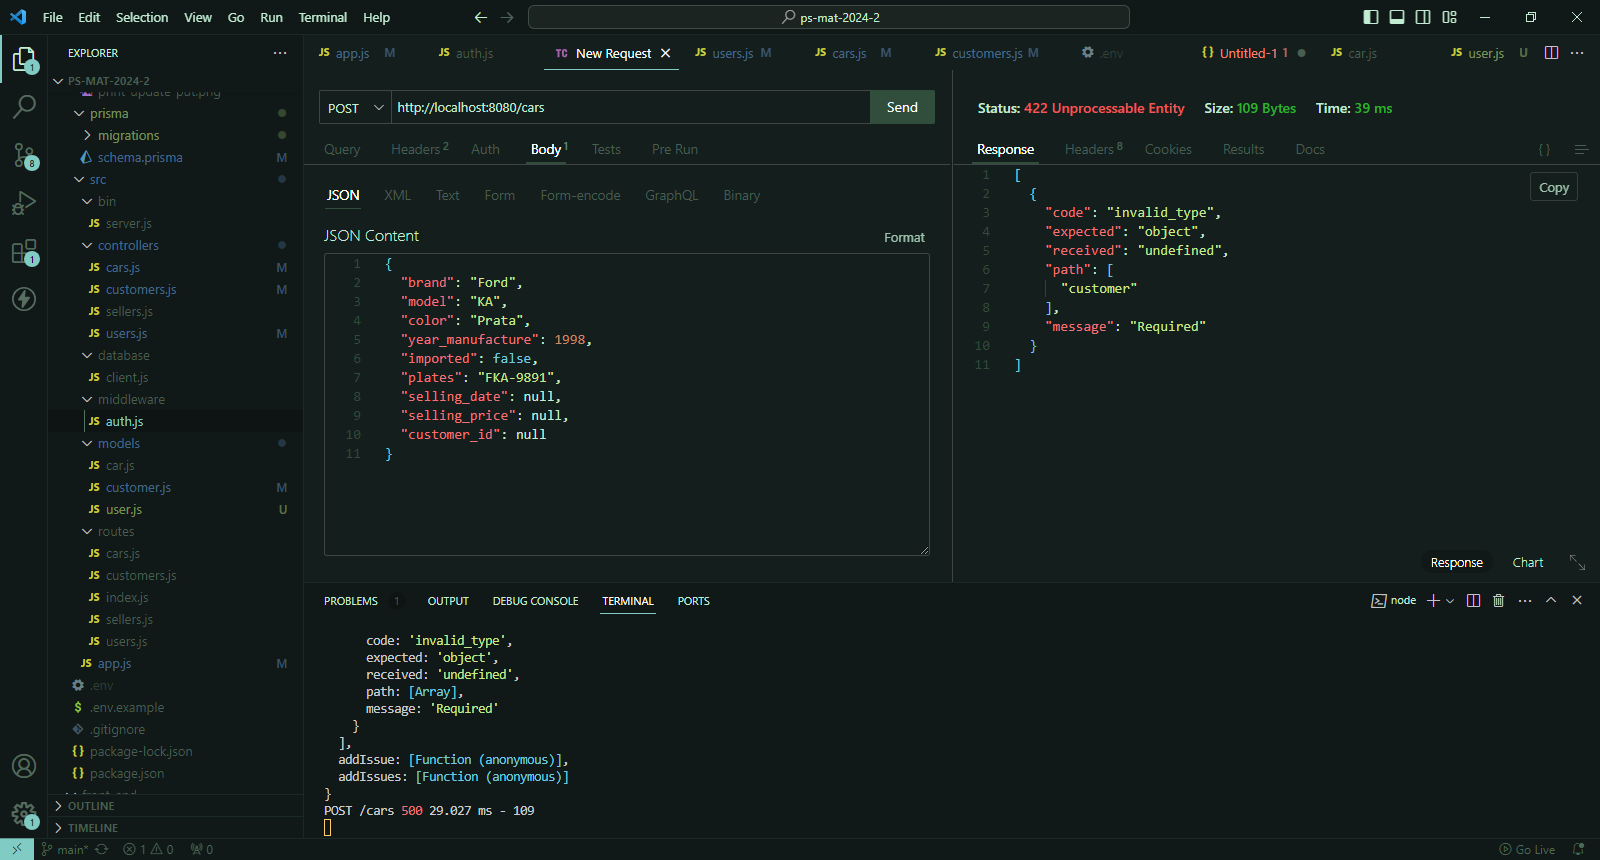 File Edit Selection View Go Run Terminal Help
ps-mat-2024-2
EXPLORER
PS-MAT-2024-2
print-update-put.png
prisma
migrations
schema.prisma M
src
bin
JS server.js
controllers
JS cars.js M
JS customers.js M
JS sellers.js
JS users.js M
database
JS client.js
middleware
JS auth.js
models
JS car.js
JS customer.js M
JS user.js U
routes
JS cars.js
JS customers.js
JS index.js
JS sellers.js
JS users.js
JS app.js M
.env
$ .env.example
.gitignore
{} package-lock.json
{} package.json
OUTLINE
TIMELINE
1
8
1
1
JS app.js M
JS auth.js
TC New Request
JS users.js M
JS cars.js M
JS customers.js M
.env
{} Untitled-1 1
JS car.js
JS user.js U
POST http://localhost:8080/cars Send
Query Headers 2 Auth Body 1 Tests Pre Run
JSON XML Text Form Form-encode GraphQL Binary
JSON Content Format
1 {
2 "brand": "Ford",
3 "model": "KA",
4 "color": "Prata",
5 "year_manufacture": 1998,
6 "imported": false,
7 "plates": "FKA-9891",
8 "selling_date": null,
9 "selling_price": null,
10 "customer_id": null
11 }
Status: 422 Unprocessable Entity Size: 109 Bytes Time: 39 ms
Response Headers 8 Cookies Results Docs { }
Copy
1 [
2 {
3 "code": "invalid_type",
4 "expected": "object",
5 "received": "undefined",
6 "path": [
7 "customer"
8 ],
9 "message": "Required"
10 }
11 ]
Response Chart
PROBLEMS 1 OUTPUT DEBUG CONSOLE TERMINAL PORTS
node
code: 'invalid_type',
expected: 'object',
received: 'undefined',
path: [Array],
message: 'Required'
}
],
addIssue: [Function (anonymous)],
addIssues: [Function (anonymous)]
}
POST /cars 500 29.027 ms - 109
main* 1 0 0 Go Live